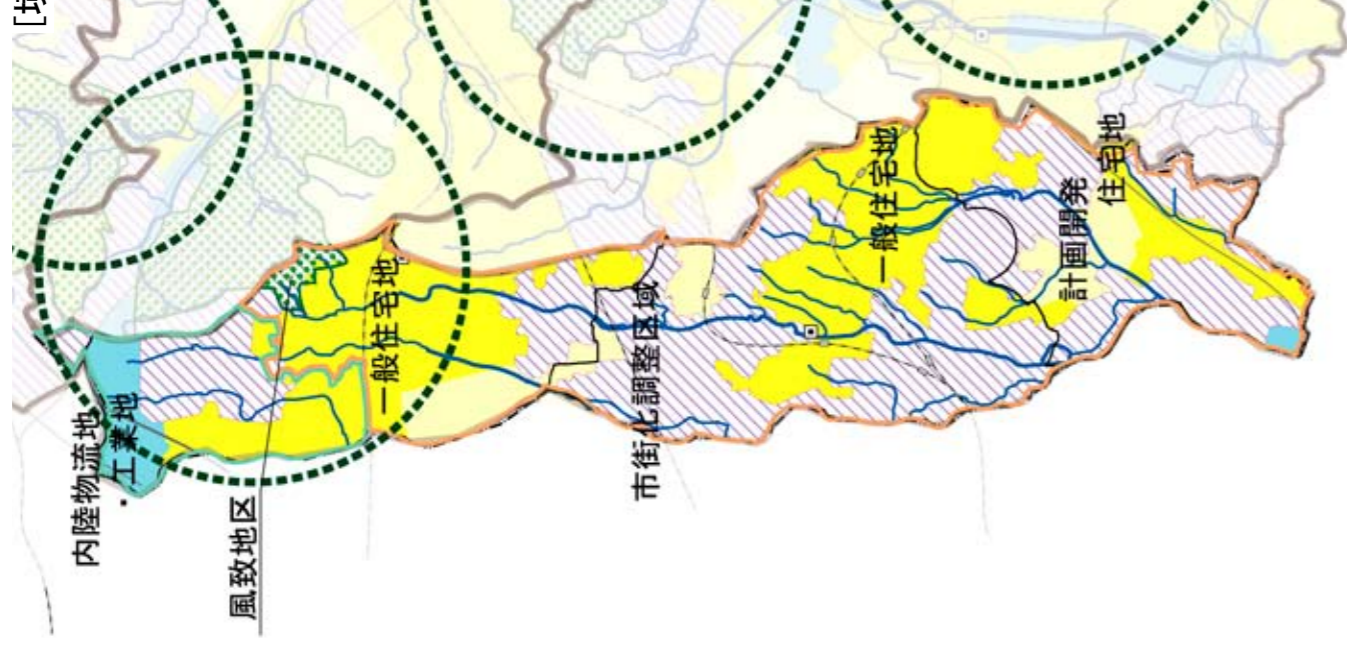 内陸物流地
・工業地
風致地区
一般住宅地
市街化調整区域
一般住宅地
計画開発
住宅地